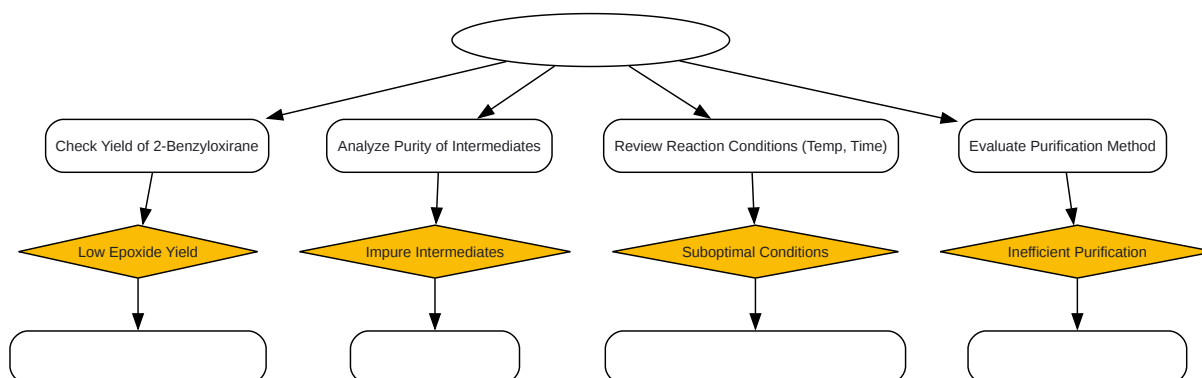 Check Yield of 2-Benzyloxirane
Analyze Purity of Intermediates
Review Reaction Conditions (Temp, Time)
Evaluate Purification Method
Low Epoxide Yield
Impure Intermediates
Suboptimal Conditions
Inefficient Purification